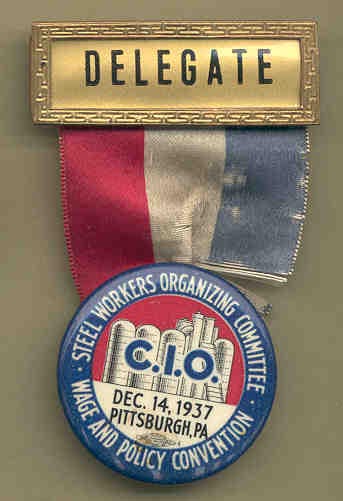 DELEGATE
· STEEL WORKERS ORGANIZING COMMITTEE ·
C.I.O.
DEC. 14, 1937
PITTSBURGH, PA
WAGE AND POLICY CONVENTION